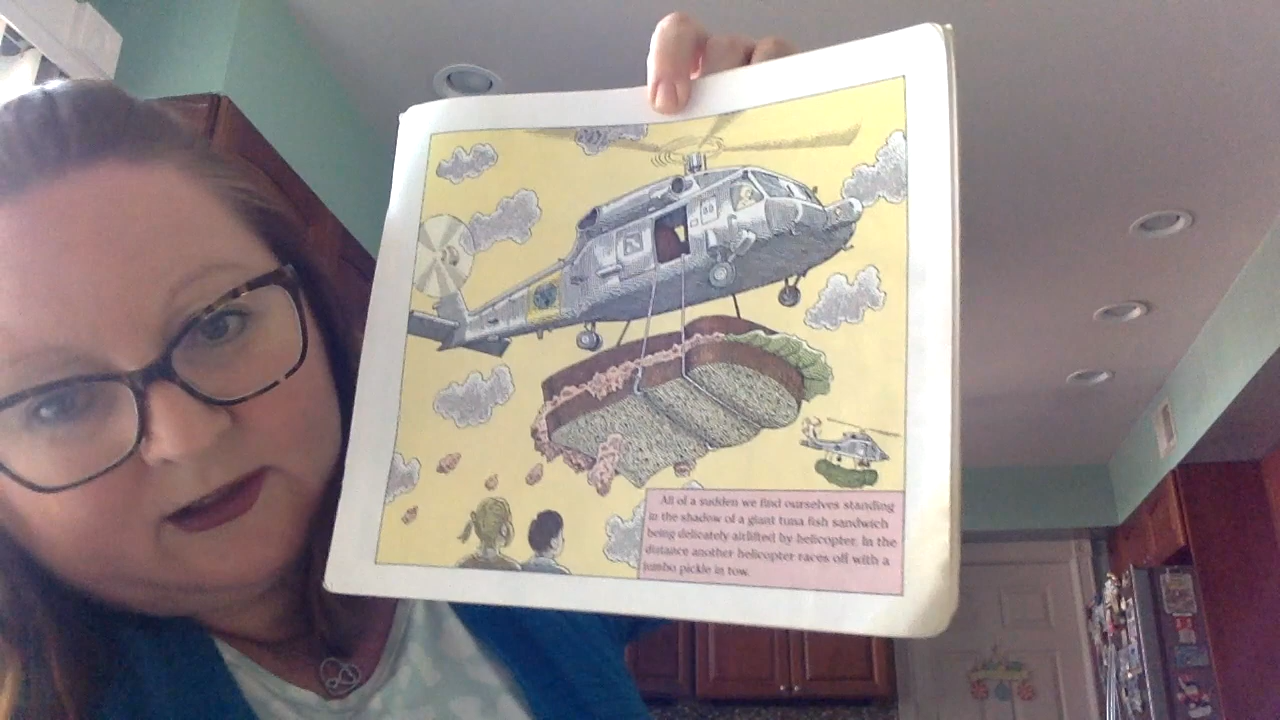 All of a sudden we find ourselves standing
in the shadow of a giant tuna fish sandwich
being delicately airlifted by helicopter. In the
distance another helicopter races off with a
jumbo pickle in tow.